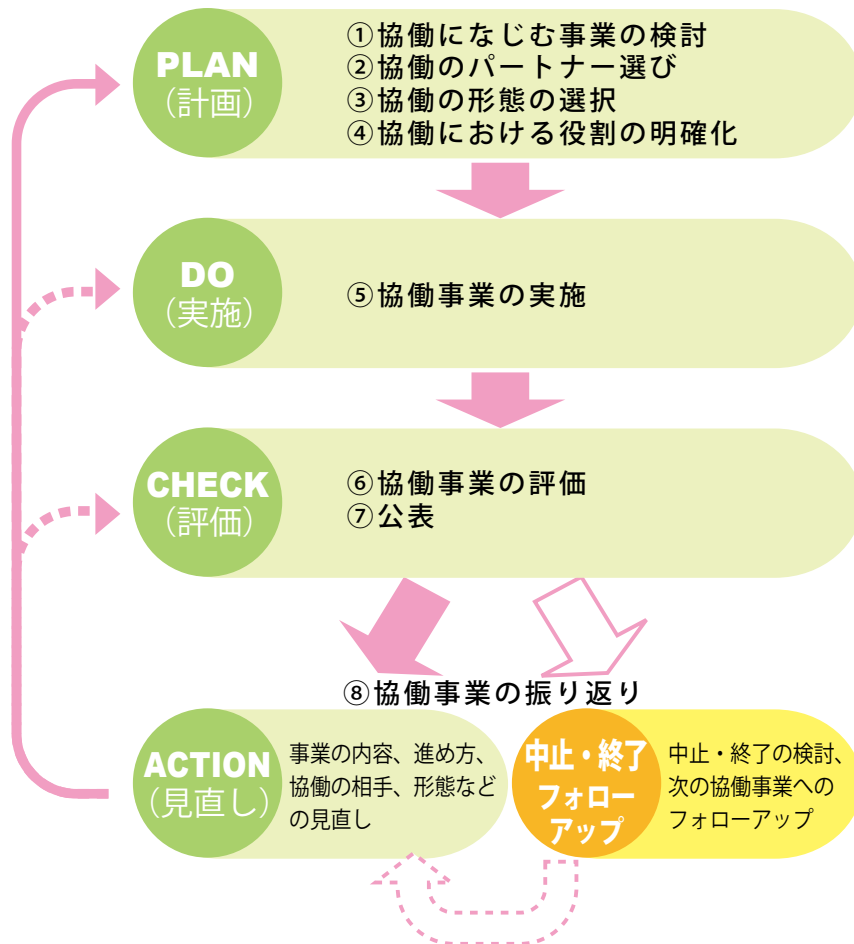 PLAN
（計画）
①協働になじむ事業の検討
②協働のパートナー選び
③協働の形態の選択
④協働における役割の明確化
DO
（実施）
⑤協働事業の実施
CHECK
（評価）
⑥協働事業の評価
⑦公表
⑧協働事業の振り返り
ACTION
（見直し）
事業の内容、進め方、
協働の相手、形態など
の見直し
中止・終了
フォロー
アップ
中止・終了の検討、
次の協働事業への
フォローアップ